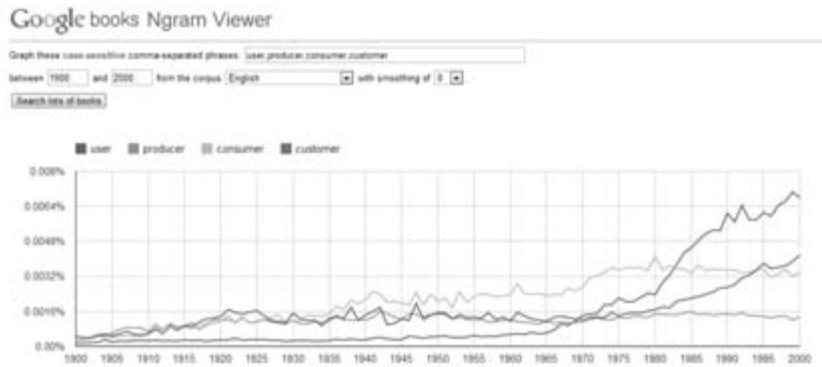 Google books Ngram Viewer
Graph these case-sensitive comma-separated phrases: user,producer,consumer,customer
between 1900 and 2000 from the corpus English with smoothing of 0
Search lots of books
user producer consumer customer
0.008%
0.0064%
0.0048%
0.0032%
0.0016%
0.00%
1900 1905 1910 1915 1920 1925 1930 1935 1940 1945 1950 1955 1960 1965 1970 1975 1980 1985 1990 1995 2000